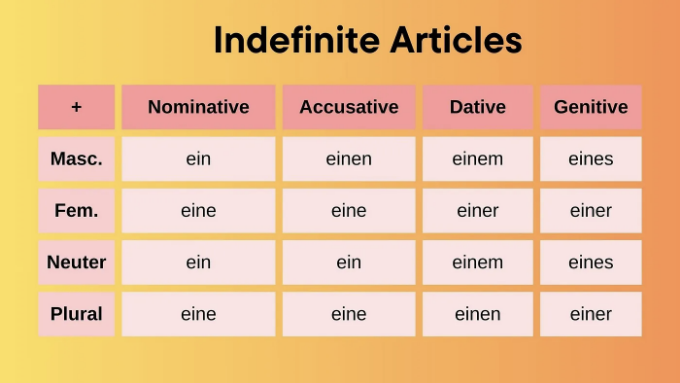 Indefinite Articles
+ Nominative Accusative Dative Genitive
Masc. ein einen einem eines
Fem. eine eine einer einer
Neuter ein ein einem eines
Plural eine eine einen einer